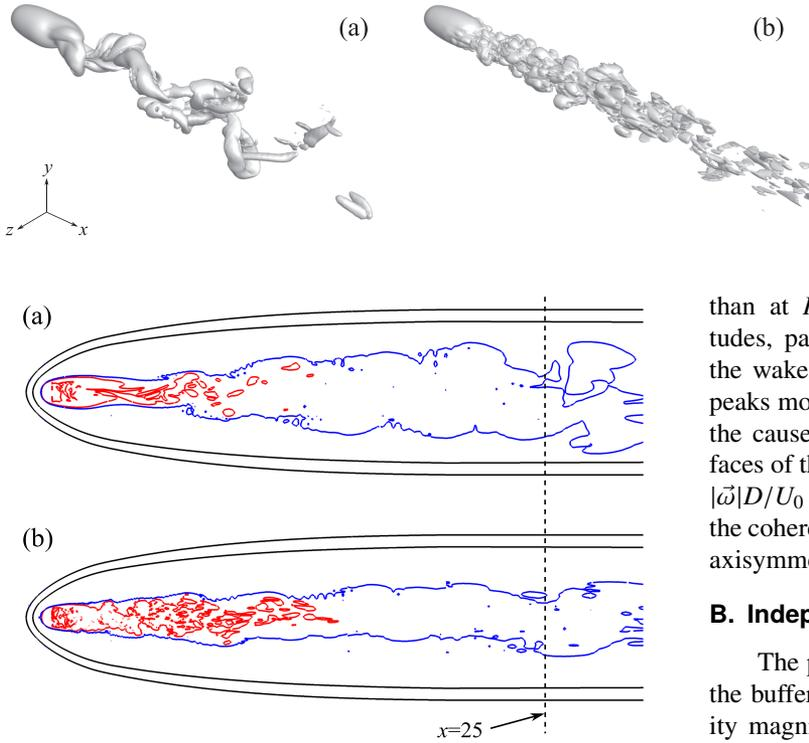 (a)
(b)
y
z
x
(a)
(b)
x=25
than at
tudes, pa
the wake
peaks mo
the cause
faces of th
|ω⃗|D/U₀
the cohere
axisymme
B. Indep
The p
the buffer
ity magn